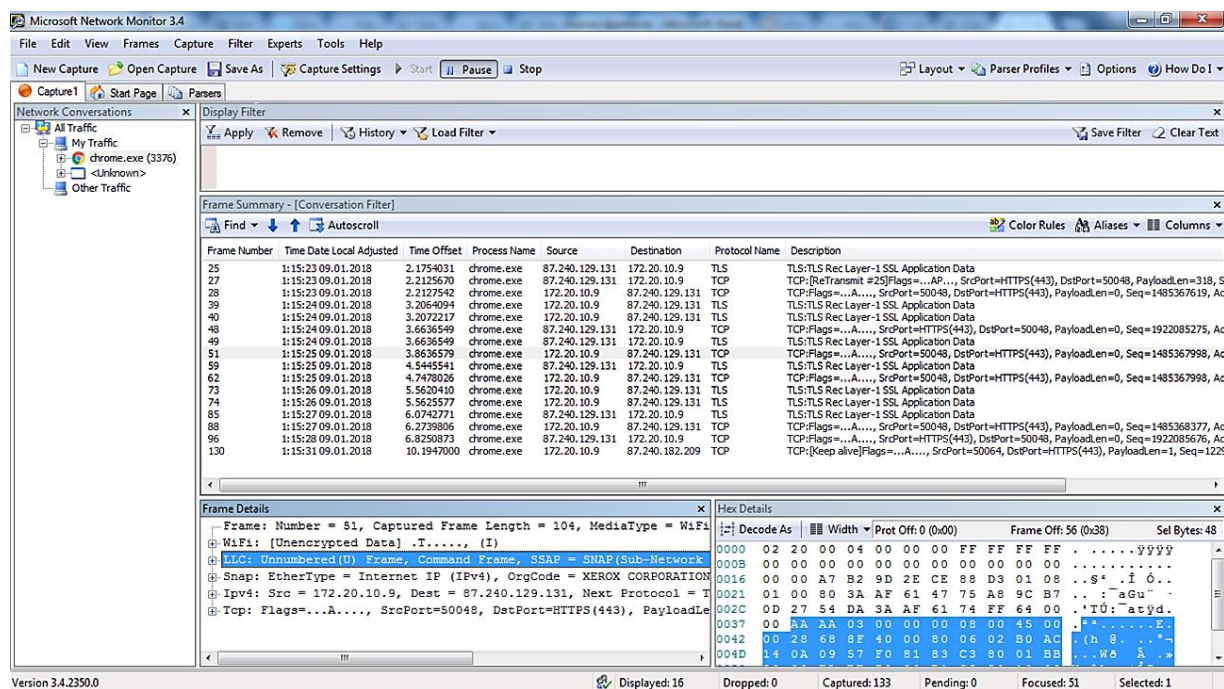 Microsoft Network Monitor 3.4
File Edit View Frames Capture Filter Experts Tools Help
New Capture Open Capture Save As Capture Settings Start Pause Stop Layout Parser Profiles Options How Do I
Capture1 Start Page Parsers
Network Conversations
All Traffic
My Traffic
chrome.exe (3376)
<Unknown>
Other Traffic
Display Filter
Apply Remove History Load Filter Save Filter Clear Text
Frame Summary - [Conversation Filter]
Find Autoscroll Color Rules Aliases Columns
Frame Number Time Date Local Adjusted Time Offset Process Name Source Destination Protocol Name Description
25 1:15:23 09.01.2018 2.1754031 chrome.exe 87.240.129.131 172.20.10.9 TLS TLS:TLS Rec Layer-1 SSL Application Data
27 1:15:23 09.01.2018 2.2125670 chrome.exe 87.240.129.131 172.20.10.9 TCP TCP:[ReTransmit #25]Flags=...AP..., SrcPort=HTTPS(443), DstPort=50048, PayloadLen=318, S
28 1:15:23 09.01.2018 2.2127542 chrome.exe 172.20.10.9 87.240.129.131 TCP TCP:Flags=...A...., SrcPort=50048, DstPort=HTTPS(443), PayloadLen=0, Seq=1485367619, Ac
39 1:15:24 09.01.2018 3.2064094 chrome.exe 172.20.10.9 87.240.129.131 TLS TLS:TLS Rec Layer-1 SSL Application Data
40 1:15:24 09.01.2018 3.2072217 chrome.exe 172.20.10.9 87.240.129.131 TLS TLS:TLS Rec Layer-1 SSL Application Data
48 1:15:24 09.01.2018 3.6636549 chrome.exe 87.240.129.131 172.20.10.9 TCP TCP:Flags=...A...., SrcPort=HTTPS(443), DstPort=50048, PayloadLen=0, Seq=1922085275, Ac
49 1:15:24 09.01.2018 3.6636549 chrome.exe 87.240.129.131 172.20.10.9 TLS TLS:TLS Rec Layer-1 SSL Application Data
51 1:15:25 09.01.2018 3.8636579 chrome.exe 172.20.10.9 87.240.129.131 TCP TCP:Flags=...A...., SrcPort=50048, DstPort=HTTPS(443), PayloadLen=0, Seq=1485367998, Ac
59 1:15:25 09.01.2018 4.5445541 chrome.exe 87.240.129.131 172.20.10.9 TLS TLS:TLS Rec Layer-1 SSL Application Data
62 1:15:25 09.01.2018 4.7478026 chrome.exe 172.20.10.9 87.240.129.131 TCP TCP:Flags=...A...., SrcPort=50048, DstPort=HTTPS(443), PayloadLen=0, Seq=1485367998, Ac
73 1:15:26 09.01.2018 5.5620410 chrome.exe 172.20.10.9 87.240.129.131 TLS TLS:TLS Rec Layer-1 SSL Application Data
74 1:15:26 09.01.2018 5.5625577 chrome.exe 172.20.10.9 87.240.129.131 TLS TLS:TLS Rec Layer-1 SSL Application Data
85 1:15:27 09.01.2018 6.0742771 chrome.exe 87.240.129.131 172.20.10.9 TLS TLS:TLS Rec Layer-1 SSL Application Data
88 1:15:27 09.01.2018 6.2739806 chrome.exe 172.20.10.9 87.240.129.131 TCP TCP:Flags=...A...., SrcPort=50048, DstPort=HTTPS(443), PayloadLen=0, Seq=1485368377, Ac
96 1:15:28 09.01.2018 6.8250873 chrome.exe 87.240.129.131 172.20.10.9 TCP TCP:Flags=...A...., SrcPort=HTTPS(443), DstPort=50048, PayloadLen=0, Seq=1922085676, Ac
130 1:15:31 09.01.2018 10.1947000 chrome.exe 172.20.10.9 87.240.182.209 TCP TCP:[Keep alive]Flags=...A...., SrcPort=50064, DstPort=HTTPS(443), PayloadLen=1, Seq=1229
Frame Details
Frame: Number = 51, Captured Frame Length = 104, MediaType = WiFi
WiFi: [Unencrypted Data] .T....., (I)
LLC: Unnumbered(U) Frame, Command Frame, SSAP = SNAP(Sub-Network
Snap: EtherType = Internet IP (IPv4), OrgCode = XEROX CORPORATION
Ipv4: Src = 172.20.10.9, Dest = 87.240.129.131, Next Protocol = T
Tcp: Flags=...A...., SrcPort=50048, DstPort=HTTPS(443), PayloadLe
Hex Details
Decode As Width Prot Off: 0 (0x00) Frame Off: 56 (0x38) Sel Bytes: 48
0000 02 20 00 04 00 00 00 FF FF FF FF . ......ÿÿÿÿ
000B 00 00 00 00 00 00 00 00 00 00 00 ...........
0016 00 00 A7 B2 9D 2E CE 88 D3 01 08
0021 01 00 80 3A AF 61 47 75 A8 9C B7
002C 0D 27 54 DA 3A AF 61 74 FF 64 00 .'TÚ:¯atÿd.
0037 00 AA AA 03 00 00 00 08 00 45 00 .ªª......E.
0042 00 28 68 8F 40 00 80 06 02 B0 AC
004D 14 0A 09 57 F0 81 83 C3 80 01 BB
Version 3.4.2350.0 Displayed: 16 Dropped: 0 Captured: 133 Pending: 0 Focused: 51 Selected: 1